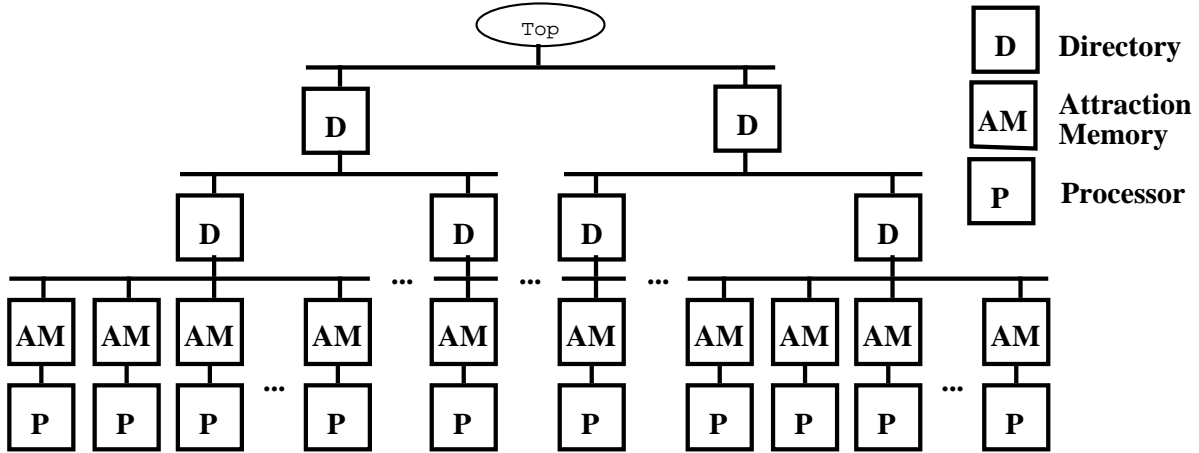 Top
D Directory
D D
AM Attraction
Memory
P Processor
D D D D
... ... ...
AM AM AM AM AM AM AM AM AM AM
... ...
P P P P P P P P P P